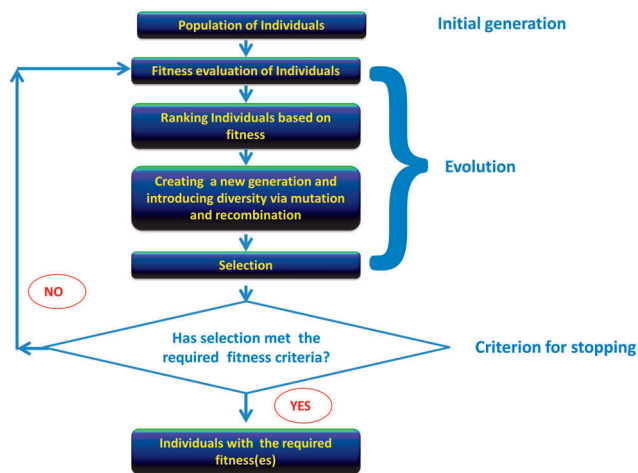 Population of Individuals
Initial generation
Fitness evaluation of Individuals
Ranking Individuals based on
fitness
Creating a new generation and
introducing diversity via mutation
and recombination
Evolution
Selection
NO
Has selection met the
required fitness criteria?
Criterion for stopping
YES
Individuals with the required
fitness(es)